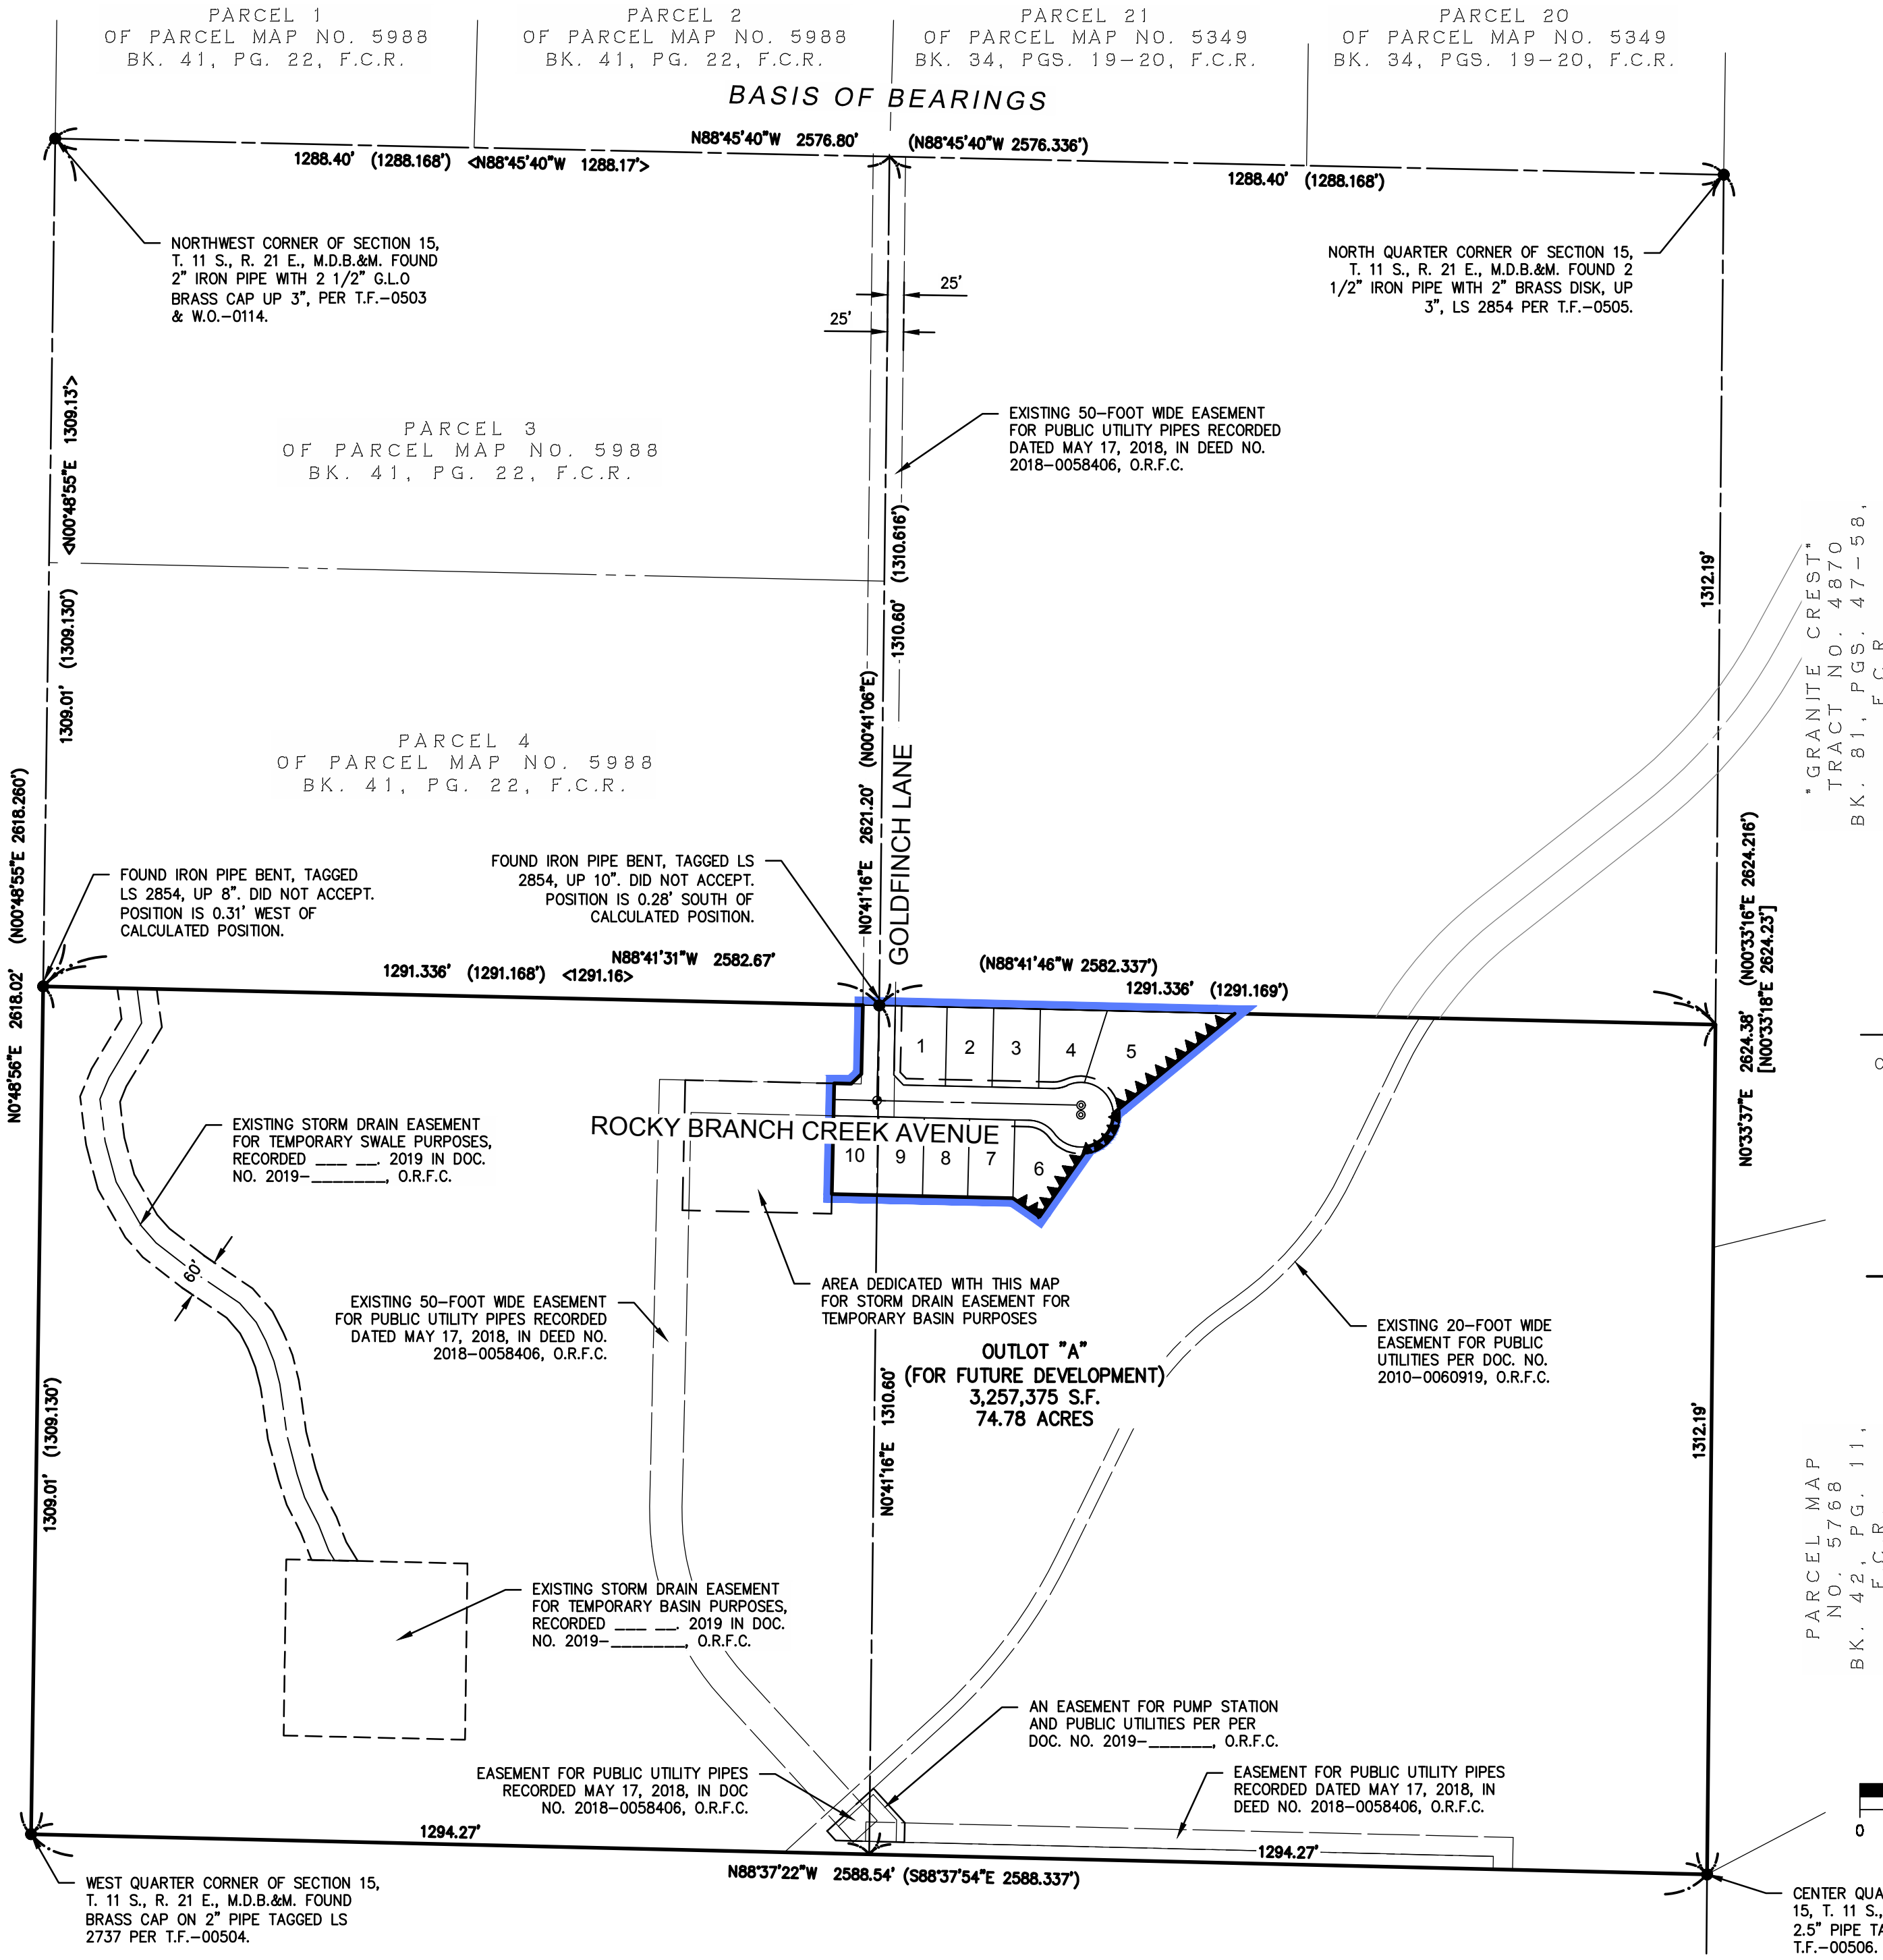 PARCEL 1
OF PARCEL MAP NO. 5988
BK. 41, PG. 22, F.C.R.
PARCEL 2
OF PARCEL MAP NO. 5988
BK. 41, PG. 22, F.C.R.
PARCEL 21
OF PARCEL MAP NO. 5349
BK. 34, PGS. 19-20, F.C.R.
PARCEL 20
OF PARCEL MAP NO. 5349
BK. 34, PGS. 19-20, F.C.R.
BASIS OF BEARINGS
N88°45'40"W 2576.80' (N88°45'40"W 2576.336')
1288.40' (1288.168') <N88°45'40"W 1288.17'>
1288.40' (1288.168')
NORTHWEST CORNER OF SECTION 15,
T. 11 S., R. 21 E., M.D.B.&M. FOUND
2" IRON PIPE WITH 2 1/2" G.L.O
BRASS CAP UP 3", PER T.F.-0503
& W.O.-0114.
NORTH QUARTER CORNER OF SECTION 15,
T. 11 S., R. 21 E., M.D.B.&M. FOUND 2
1/2" IRON PIPE WITH 2" BRASS DISK, UP
3", LS 2854 PER T.F.-0505.
25'
25'
EXISTING 50-FOOT WIDE EASEMENT
FOR PUBLIC UTILITY PIPES RECORDED
DATED MAY 17, 2018, IN DEED NO.
2018-0058406, O.R.F.C.
PARCEL 3
OF PARCEL MAP NO. 5988
BK. 41, PG. 22, F.C.R.
1309.01' (1309.130') <N00°48'55"E 1309.13'>
1310.60' (1310.616')
1312.19'
"GRANITE CREST"
TRACT NO. 4870
BK. 81, PGS. 47-58,
F.C.R.
PARCEL 4
OF PARCEL MAP NO. 5988
BK. 41, PG. 22, F.C.R.
N0°41'16"E 2621.20' (N00°41'06"E)
GOLDFINCH LANE
N0°48'56"E 2618.02' (N00°48'55"E 2618.260')
N0°33'37"E 2624.38' (N00°33'16"E 2624.216')
[N00°33'18"E 2624.23']
FOUND IRON PIPE BENT, TAGGED
LS 2854, UP 8". DID NOT ACCEPT.
POSITION IS 0.31' WEST OF
CALCULATED POSITION.
FOUND IRON PIPE BENT, TAGGED LS
2854, UP 10". DID NOT ACCEPT.
POSITION IS 0.28' SOUTH OF
CALCULATED POSITION.
N88°41'31"W 2582.67'
(N88°41'46"W 2582.337')
1291.336' (1291.168') <1291.16>
1291.336' (1291.169')
1
2
3
4
5
ROCKY BRANCH CREEK AVENUE
10
9
8
7
6
EXISTING STORM DRAIN EASEMENT
FOR TEMPORARY SWALE PURPOSES,
RECORDED ___ __. 2019 IN DOC.
NO. 2019-_______, O.R.F.C.
60'
AREA DEDICATED WITH THIS MAP
FOR STORM DRAIN EASEMENT FOR
TEMPORARY BASIN PURPOSES
EXISTING 50-FOOT WIDE EASEMENT
FOR PUBLIC UTILITY PIPES RECORDED
DATED MAY 17, 2018, IN DEED NO.
2018-0058406, O.R.F.C.
OUTLOT "A"
(FOR FUTURE DEVELOPMENT)
3,257,375 S.F.
74.78 ACRES
EXISTING 20-FOOT WIDE
EASEMENT FOR PUBLIC
UTILITIES PER DOC. NO.
2010-0060919, O.R.F.C.
1309.01' (1309.130')
N0°41'16"E 1310.60'
1312.19'
PARCEL MAP
NO. 5768
BK. 42, PG. 11,
F.C.R.
EXISTING STORM DRAIN EASEMENT
FOR TEMPORARY BASIN PURPOSES,
RECORDED ___ __. 2019 IN DOC.
NO. 2019-_______, O.R.F.C.
AN EASEMENT FOR PUMP STATION
AND PUBLIC UTILITIES PER PER
DOC. NO. 2019-______, O.R.F.C.
EASEMENT FOR PUBLIC UTILITY PIPES
RECORDED MAY 17, 2018, IN DOC
NO. 2018-0058406, O.R.F.C.
EASEMENT FOR PUBLIC UTILITY PIPES
RECORDED DATED MAY 17, 2018, IN
DEED NO. 2018-0058406, O.R.F.C.
0
1294.27'
1294.27'
N88°37'22"W 2588.54' (S88°37'54"E 2588.337')
WEST QUARTER CORNER OF SECTION 15,
T. 11 S., R. 21 E., M.D.B.&M. FOUND
BRASS CAP ON 2" PIPE TAGGED LS
2737 PER T.F.-00504.
CENTER QUA
15, T. 11 S.,
2.5" PIPE TA
T.F.-00506.